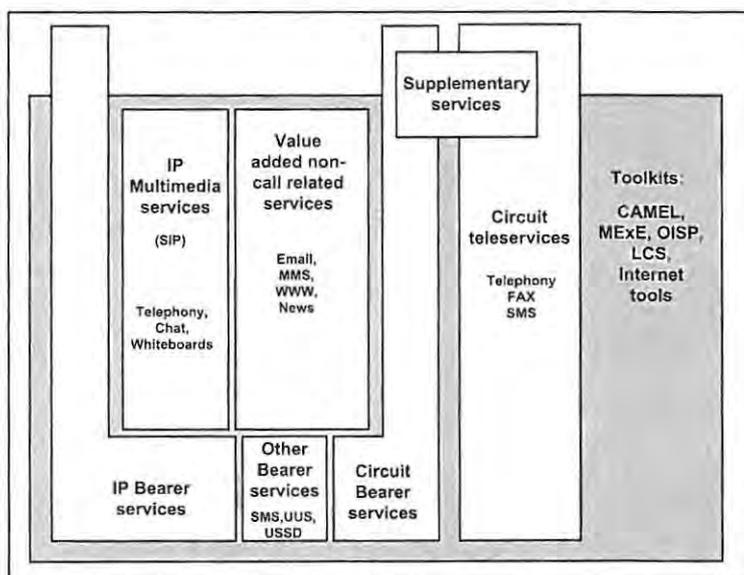 Supplementary
services
IP
Multimedia
services
(SIP)
Telephony,
Chat,
Whiteboards
Value
added non-
call related
services
Email,
MMS,
WWW,
News
Circuit
teleservices
Telephony
FAX
SMS
Toolkits:
CAMEL,
MExE, OISP,
LCS,
Internet
tools
IP Bearer
services
Other
Bearer
services
SMS,UUS,
USSD
Circuit
Bearer
services